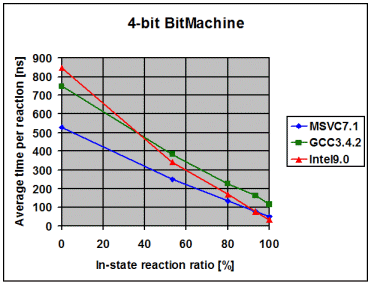 4-bit BitMachine
Average time per reaction [ns]
900
800
700
600
500
400
300
200
100
0
0 20 40 60 80 100
In-state reaction ratio [%]
MSVC7.1
GCC3.4.2
Intel9.0